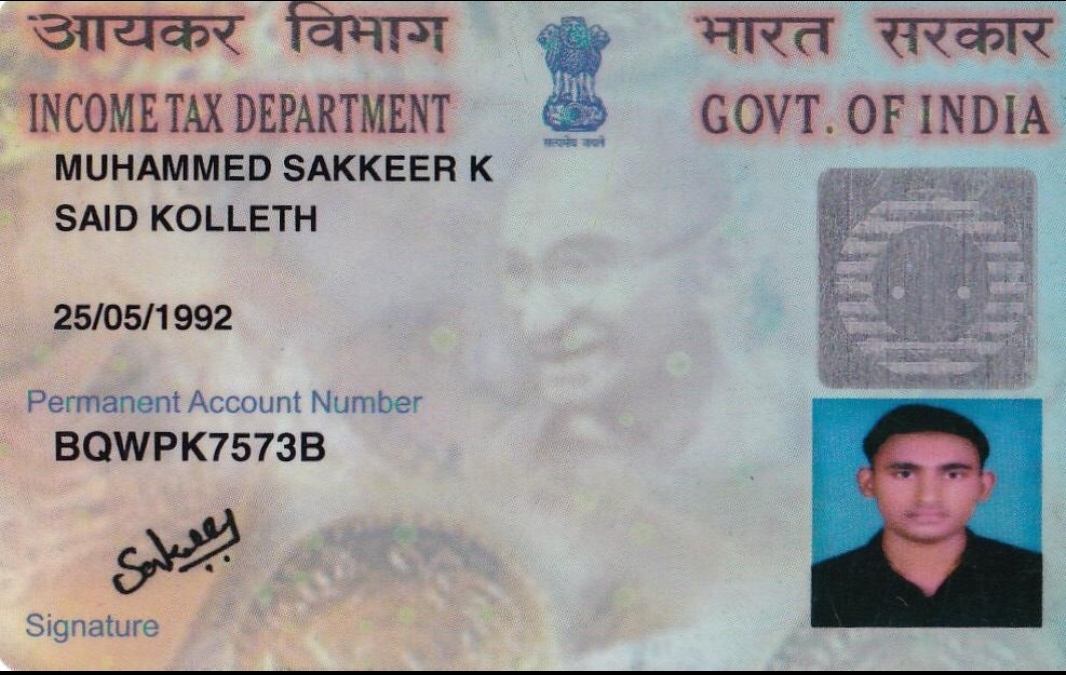 आयकर विभाग
भारत सरकार
INCOME TAX DEPARTMENT
GOVT. OF INDIA
सत्यमेव जयते
MUHAMMED SAKKEER K
SAID KOLLETH
25/05/1992
Permanent Account Number
BQWPK7573B
Sakeer
Signature